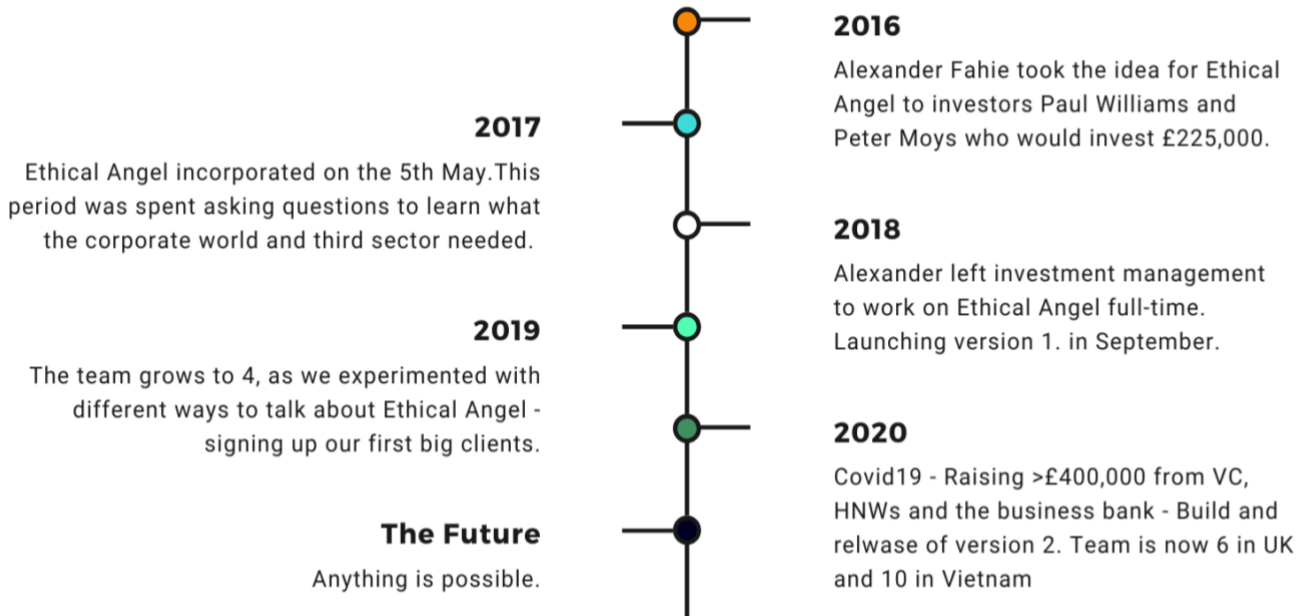 2016
Alexander Fahie took the idea for Ethical
Angel to investors Paul Williams and
Peter Moys who would invest £225,000.
2017
Ethical Angel incorporated on the 5th May.This
period was spent asking questions to learn what
the corporate world and third sector needed.
2018
Alexander left investment management
to work on Ethical Angel full-time.
Launching version 1. in September.
2019
The team grows to 4, as we experimented with
different ways to talk about Ethical Angel -
signing up our first big clients.
2020
Covid19 - Raising >£400,000 from VC,
HNWs and the business bank - Build and
relwase of version 2. Team is now 6 in UK
and 10 in Vietnam
The Future
Anything is possible.